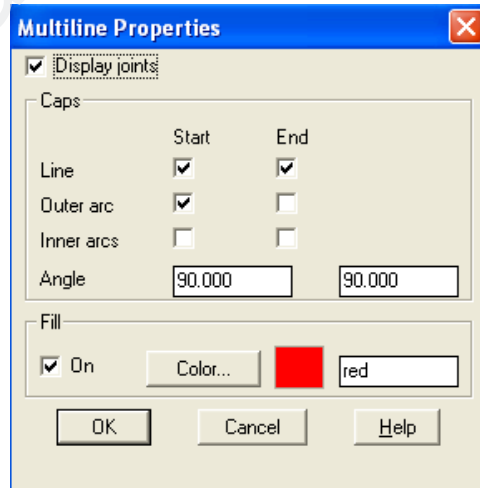 Multiline Properties
Display joints
Caps
Start End
Line
Outer arc
Inner arcs
Angle 90.000 90.000
Fill
On Color... red
OK Cancel Help